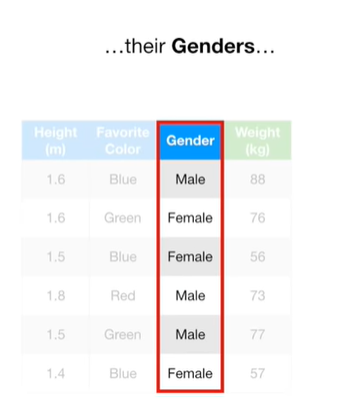 ...their Genders...
Height (m) Favorite Color Gender Weight (kg)
1.6 Blue Male 88
1.6 Green Female 76
1.5 Blue Female 56
1.8 Red Male 73
1.5 Green Male 77
1.4 Blue Female 57